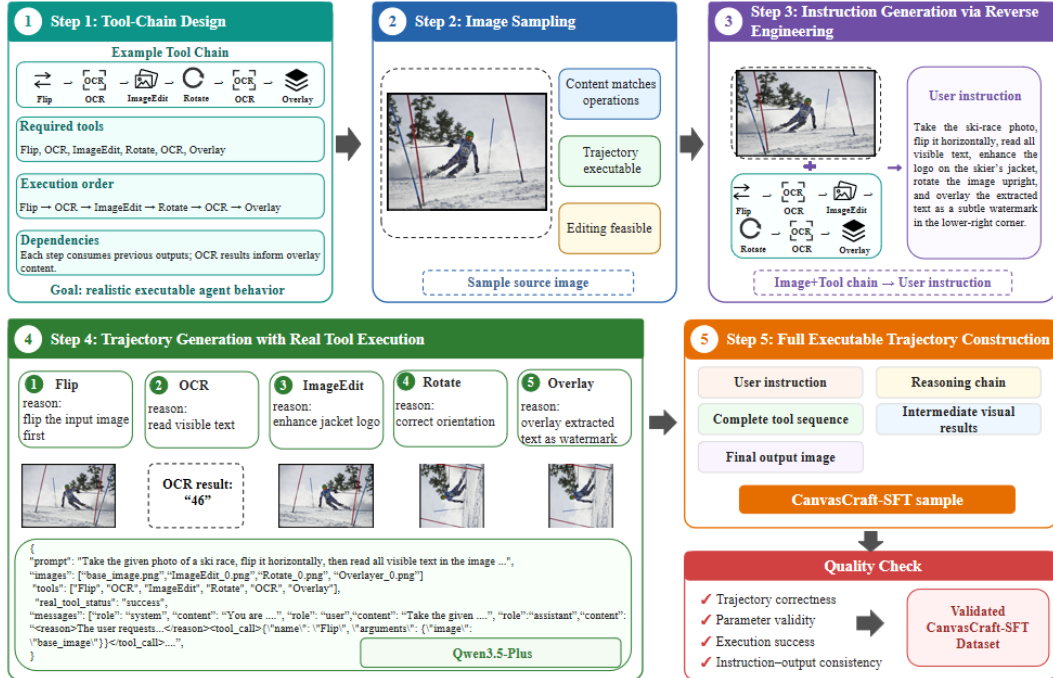 1 Step 1: Tool-Chain Design
Example Tool Chain
OCR
OCR
Flip
OCR
ImageEdit
Rotate
OCR
Overlay
Required tools
Flip, OCR, ImageEdit, Rotate, OCR, Overlay
Execution order
Flip → OCR → ImageEdit → Rotate → OCR → Overlay
Dependencies
Each step consumes previous outputs; OCR results inform overlay
content.
Goal: realistic executable agent behavior
2 Step 2: Image Sampling
Content matches
operations
Trajectory
executable
Editing feasible
Sample source image
3 Step 3: Instruction Generation via Reverse
Engineering
OCR
Flip
OCR
ImageEdit
OCR
Rotate
OCR
Overlay
User instruction
Take the ski-race photo,
flip it horizontally, read all
visible text, enhance the
logo on the skier's jacket,
rotate the image upright,
and overlay the extracted
text as a subtle watermark
in the lower-right corner.
Image+Tool chain → User instruction
4 Step 4: Trajectory Generation with Real Tool Execution
1 Flip
reason:
flip the input image
first
2 OCR
reason:
read visible text
3 ImageEdit
reason:
enhance jacket logo
4 Rotate
reason:
correct orientation
5 Overlay
reason:
overlay extracted
text as watermark
OCR result:
“46”
{
"prompt": "Take the given photo of a ski race, flip it horizontally, then read all visible text in the image ...",
“images": [“base_image.png”,“ImageEdit_0.png”,“Rotate_0.png”, “Overlayer_0.png”]
"tools": ["Flip", "OCR", "ImageEdit", "Rotate", "OCR", "Overlay"],
"real_tool_status": "success",
“messages": [“role": “system”, “content": “You are ....”, “role": “user”,“content": “Take the given ....”, “role":“assistant”,“content":
“<reason>The user requests...</reason><tool_call>{\"name\": \"Flip\", \"arguments\": {\"image\":
\"base_image\"}}</tool_call>....”,
}
Qwen3.5-Plus
5 Step 5: Full Executable Trajectory Construction
User instruction
Reasoning chain
Complete tool sequence
Intermediate visual
results
Final output image
CanvasCraft-SFT sample
Quality Check
✓ Trajectory correctness
✓ Parameter validity
✓ Execution success
✓ Instruction–output consistency
Validated
CanvasCraft-SFT
Dataset